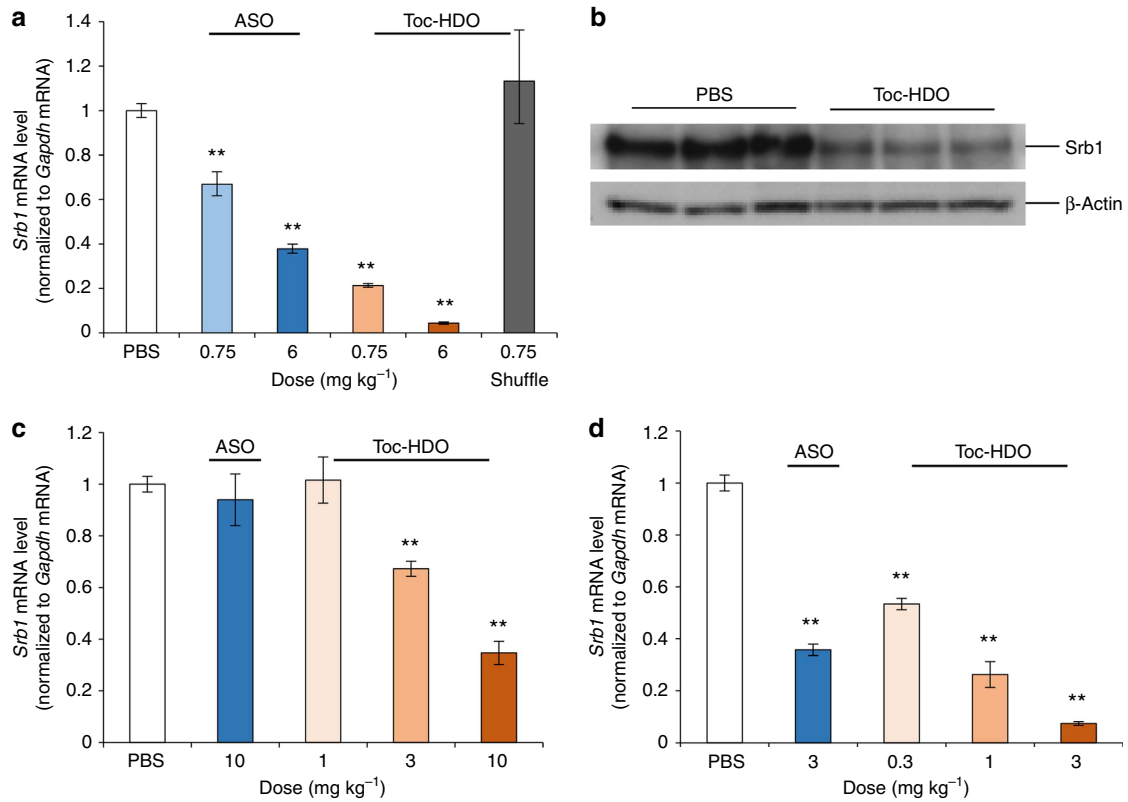 a
ASO
Toc-HDO
Srb1 mRNA level
(normalized to Gapdh mRNA)
1.4
1.2
1
0.8
0.6
0.4
0.2
0
**
**
**
**
PBS
0.75
6
0.75
6
0.75
Dose (mg kg⁻¹)
Shuffle
b
PBS
Toc-HDO
Srb1
β-Actin
c
ASO
Toc-HDO
Srb1 mRNA level
(normalized to Gapdh mRNA)
1.2
1
0.8
0.6
0.4
0.2
0
**
**
PBS
10
1
3
10
Dose (mg kg⁻¹)
d
ASO
Toc-HDO
Srb1 mRNA level
(normalized to Gapdh mRNA)
1.2
1
0.8
0.6
0.4
0.2
0
**
**
**
**
PBS
3
0.3
1
3
Dose (mg kg⁻¹)